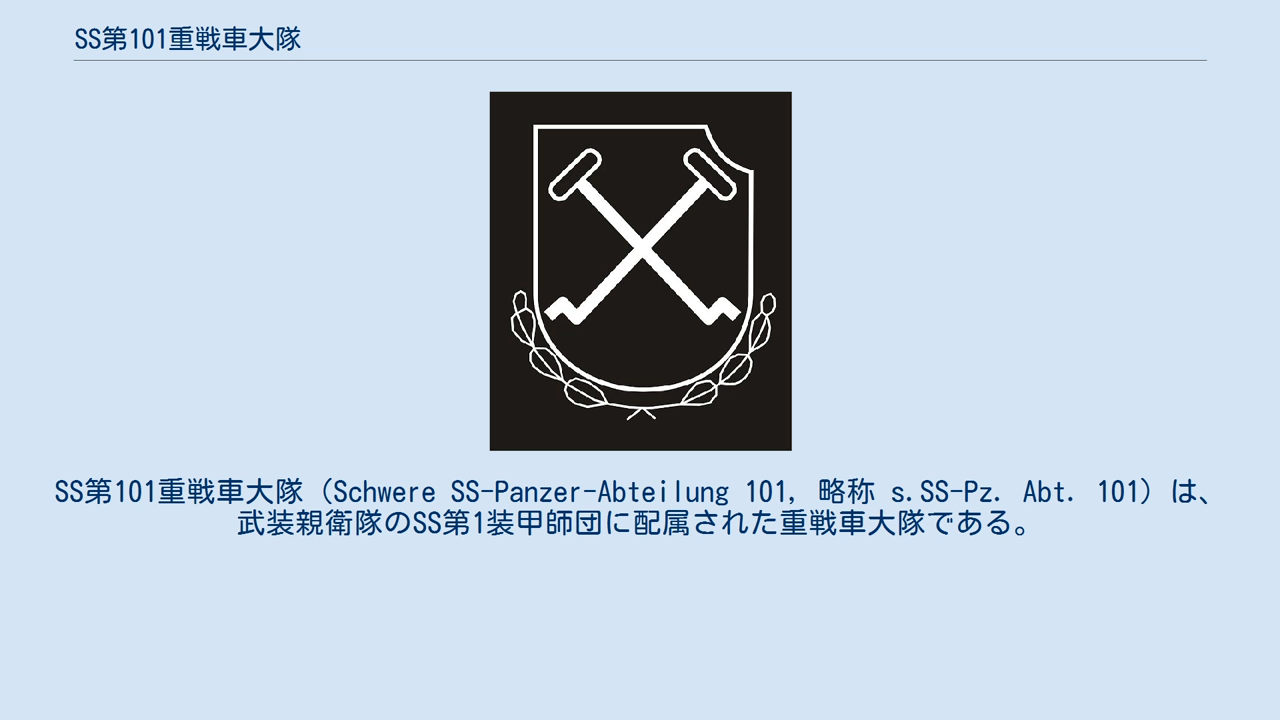 SS第101重戦車大隊
SS第101重戦車大隊（Schwere SS-Panzer-Abteilung 101, 略称 s.SS-Pz. Abt. 101）は、
武装親衛隊のSS第1装甲師団に配属された重戦車大隊である。